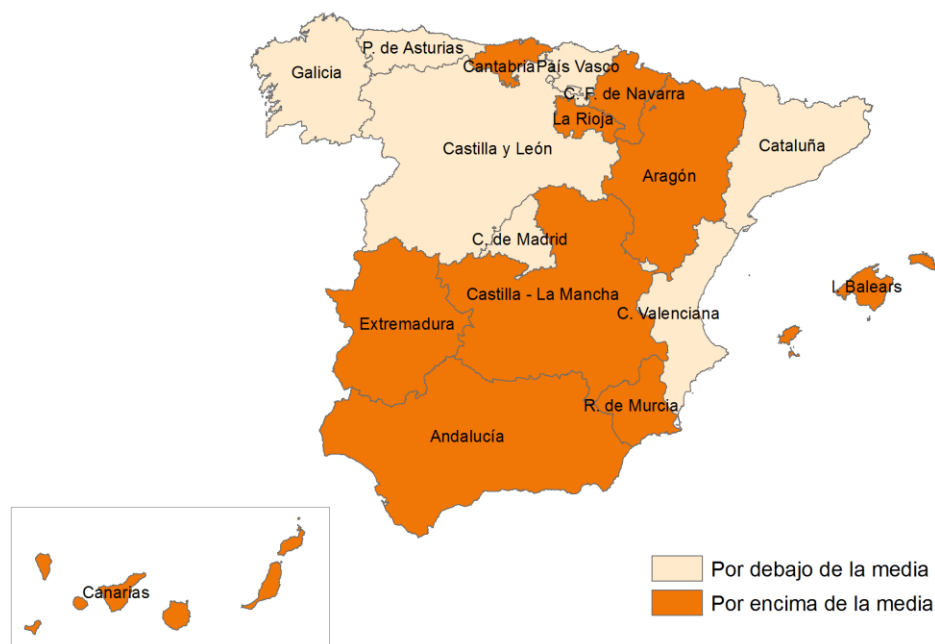 P. de Asturias
Galicia
Cantabria
País Vasco
C. F. de Navarra
La Rioja
Castilla y León
Cataluña
Aragón
C. de Madrid
Castilla - La Mancha
I. Balears
C. Valenciana
Extremadura
R. de Murcia
Andalucía
Canarias
Por debajo de la media
Por encima de la media